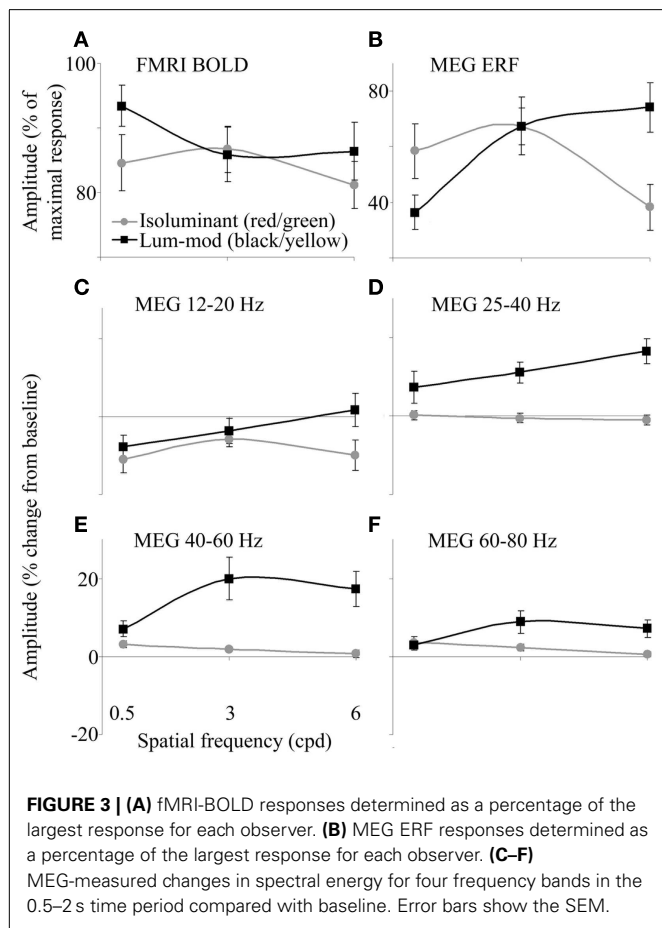 A
FMRI BOLD
B
MEG ERF
Amplitude (% of
maximal response)
100
80
80
40
Isoluminant (red/green)
Lum-mod (black/yellow)
C
MEG 12-20 Hz
D
MEG 25-40 Hz
Amplitude (% change from baseline)
E
MEG 40-60 Hz
F
MEG 60-80 Hz
20
0
-20
0.5 3 6
Spatial frequency (cpd)
FIGURE 3 | (A) fMRI-BOLD responses determined as a percentage of the
largest response for each observer. (B) MEG ERF responses determined as
a percentage of the largest response for each observer. (C–F)
MEG-measured changes in spectral energy for four frequency bands in the
0.5–2 s time period compared with baseline. Error bars show the SEM.